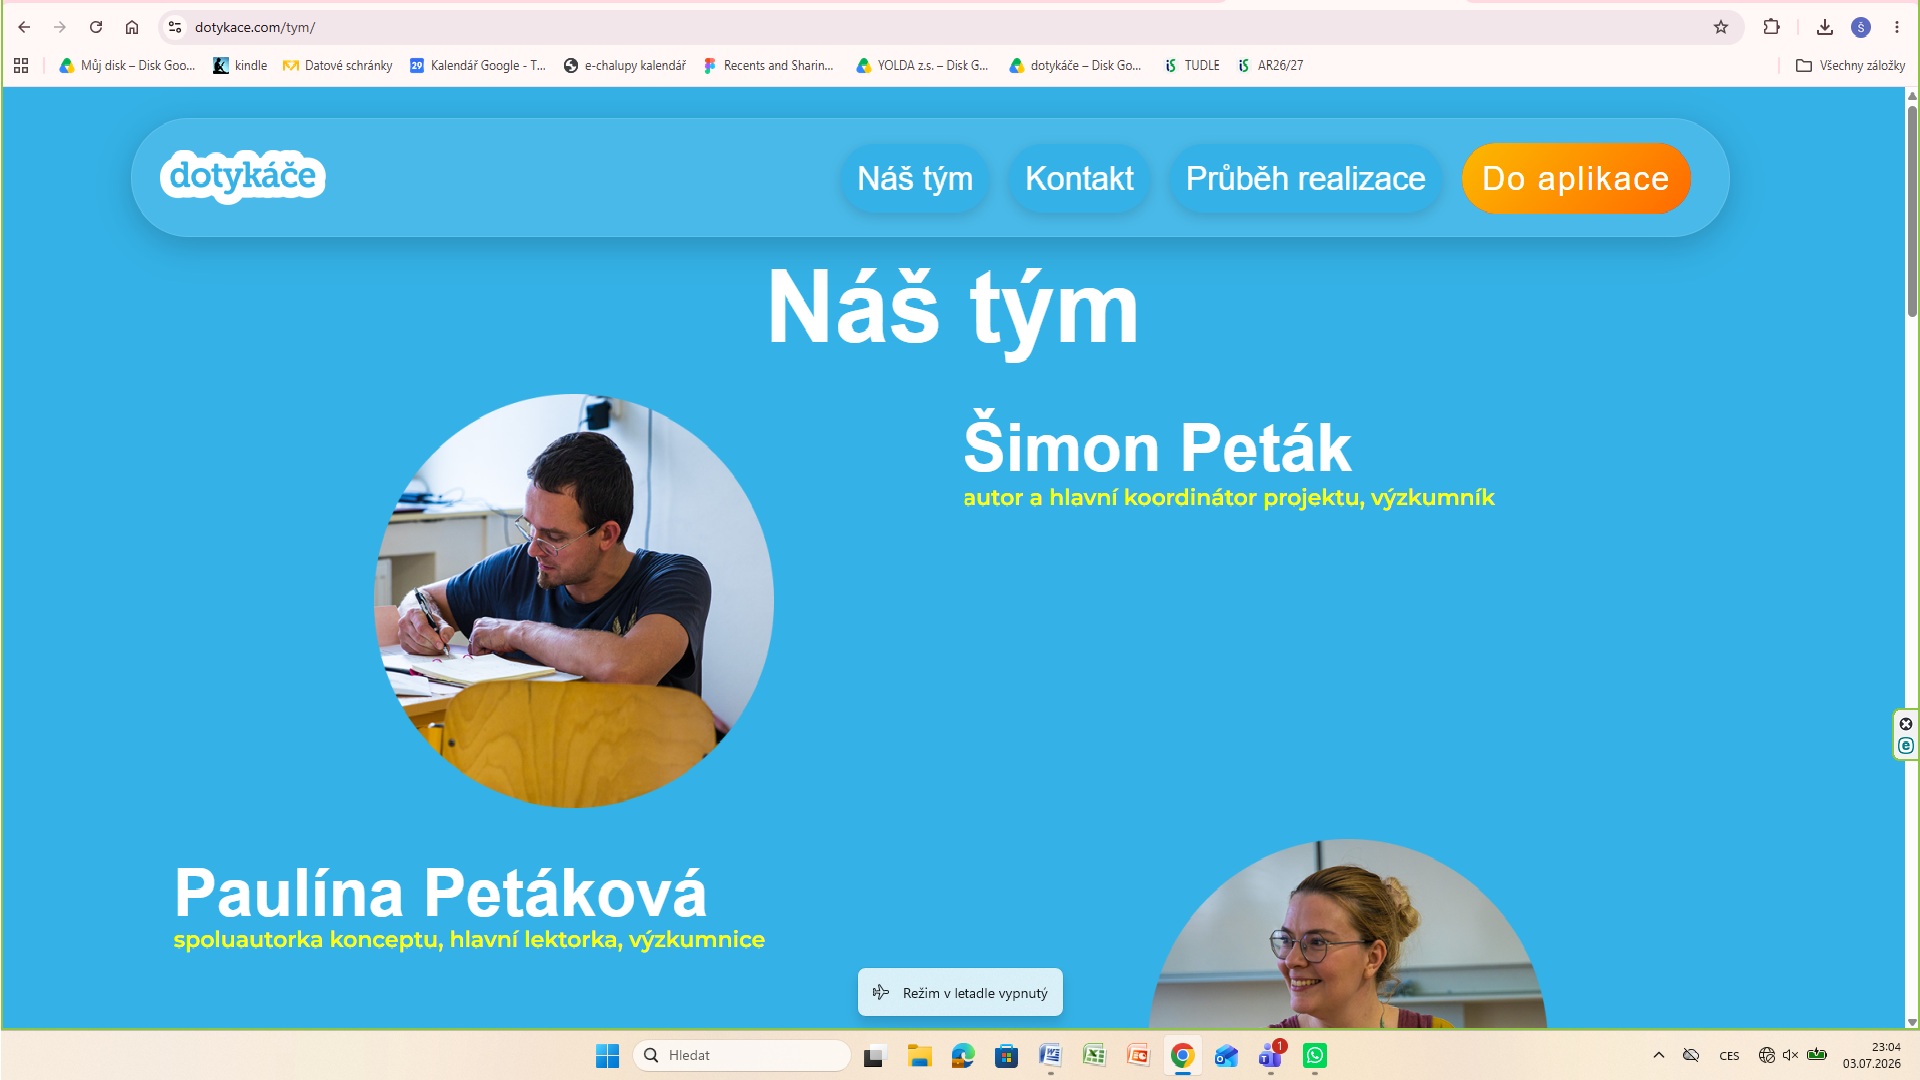 dotykace.com/tym/
Můj disk – Disk Goo...
kindle
Datové schránky
Kalendář Google - T...
e-chalupy kalendář
Recents and Sharin...
YOLDA z.s. – Disk G...
dotykáče – Disk Go...
TUDLE
AR26/27
Všechny záložky
dotykáče
Náš tým
Kontakt
Průběh realizace
Do aplikace
Náš tým
Šimon Peták
autor a hlavní koordinátor projektu, výzkumník
Paulína Petáková
spoluautorka konceptu, hlavní lektorka, výzkumnice
Režim v letadle vypnutý
Hledat
1
CES
23:04
03.07.2026